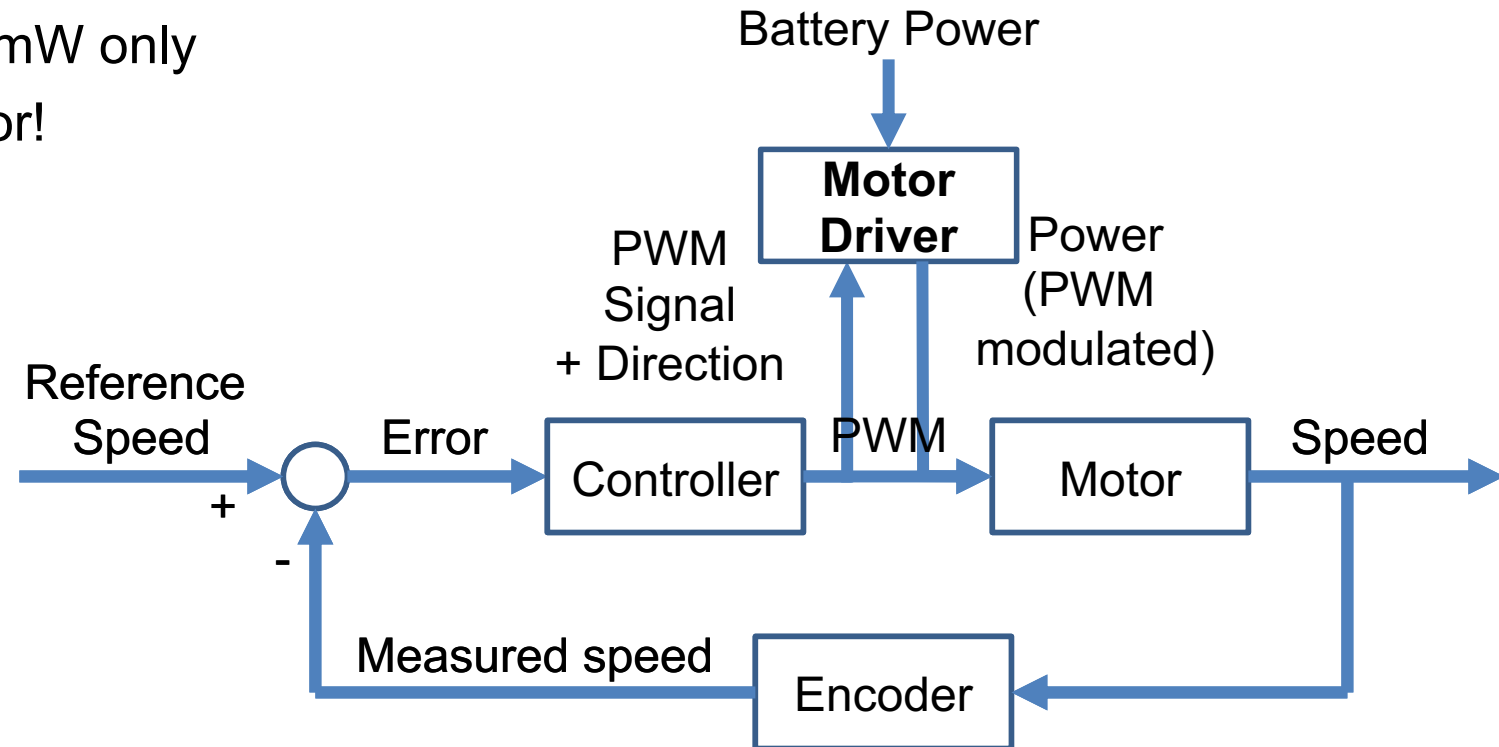 mW only
or!
Battery Power
Motor
Driver
PWM
Signal
+ Direction
Power
(PWM
modulated)
Reference
Speed
+
-
Error
Controller
PWM
Motor
Speed
Measured speed
Encoder